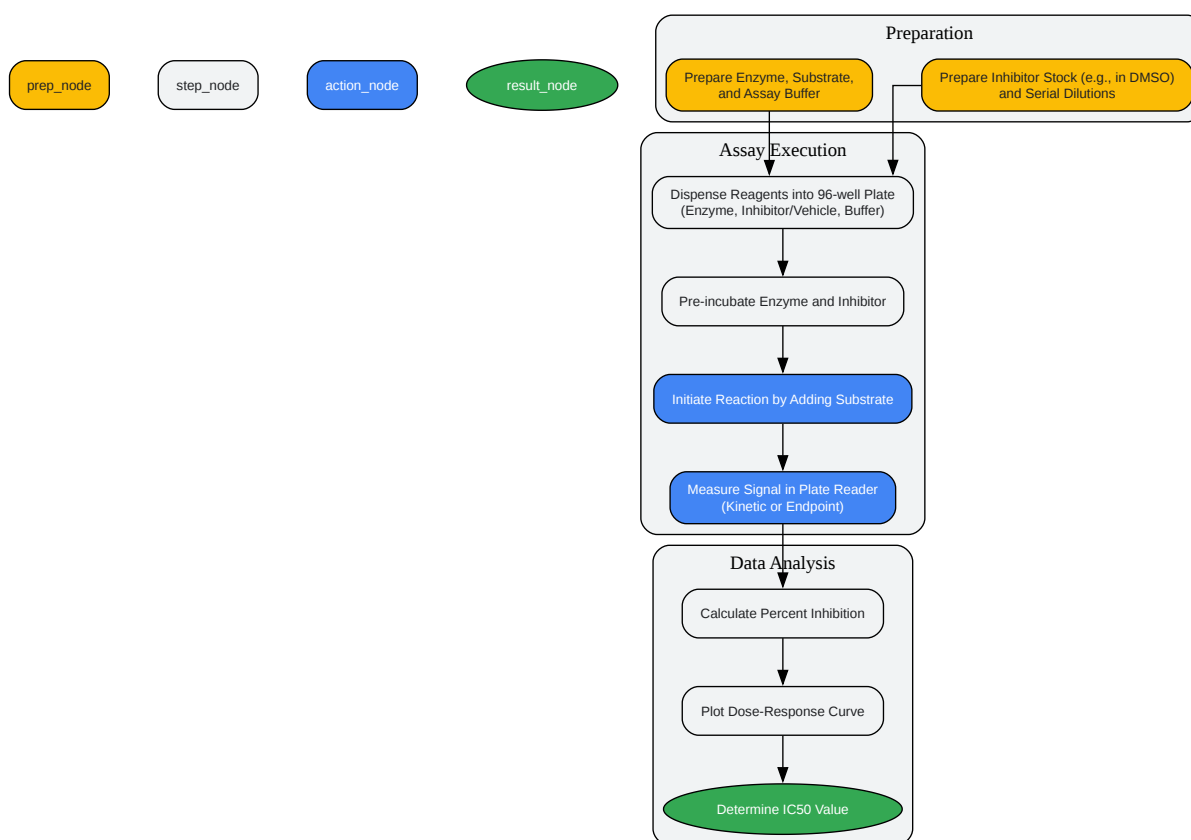 prep_node
step_node
action_node
result_node
Preparation
Prepare Enzyme, Substrate,
and Assay Buffer
Prepare Inhibitor Stock (e.g., in DMSO)
and Serial Dilutions
Assay Execution
Dispense Reagents into 96-well Plate
(Enzyme, Inhibitor/Vehicle, Buffer)
Pre-incubate Enzyme and Inhibitor
Initiate Reaction by Adding Substrate
Measure Signal in Plate Reader
(Kinetic or Endpoint)
Data Analysis
Calculate Percent Inhibition
Plot Dose-Response Curve
Determine IC50 Value